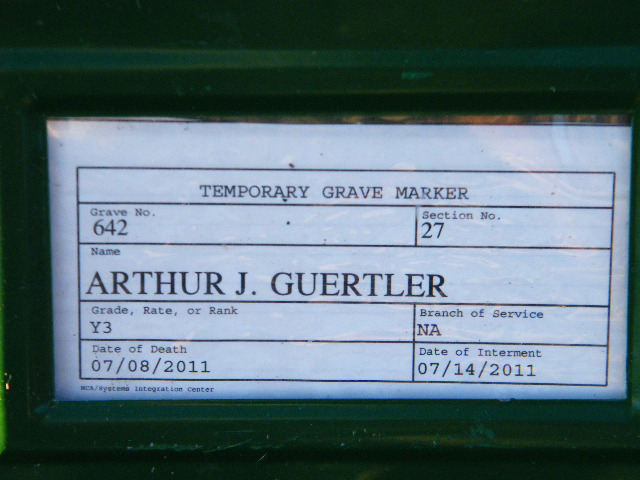 TEMPORARY GRAVE MARKER
Grave No. Section No.
642 27
Name
ARTHUR J. GUERTLER
Grade, Rate, or Rank Branch of Service
Y3 NA
Date of Death Date of Interment
07/08/2011 07/14/2011
NCA/Systems Integration Center